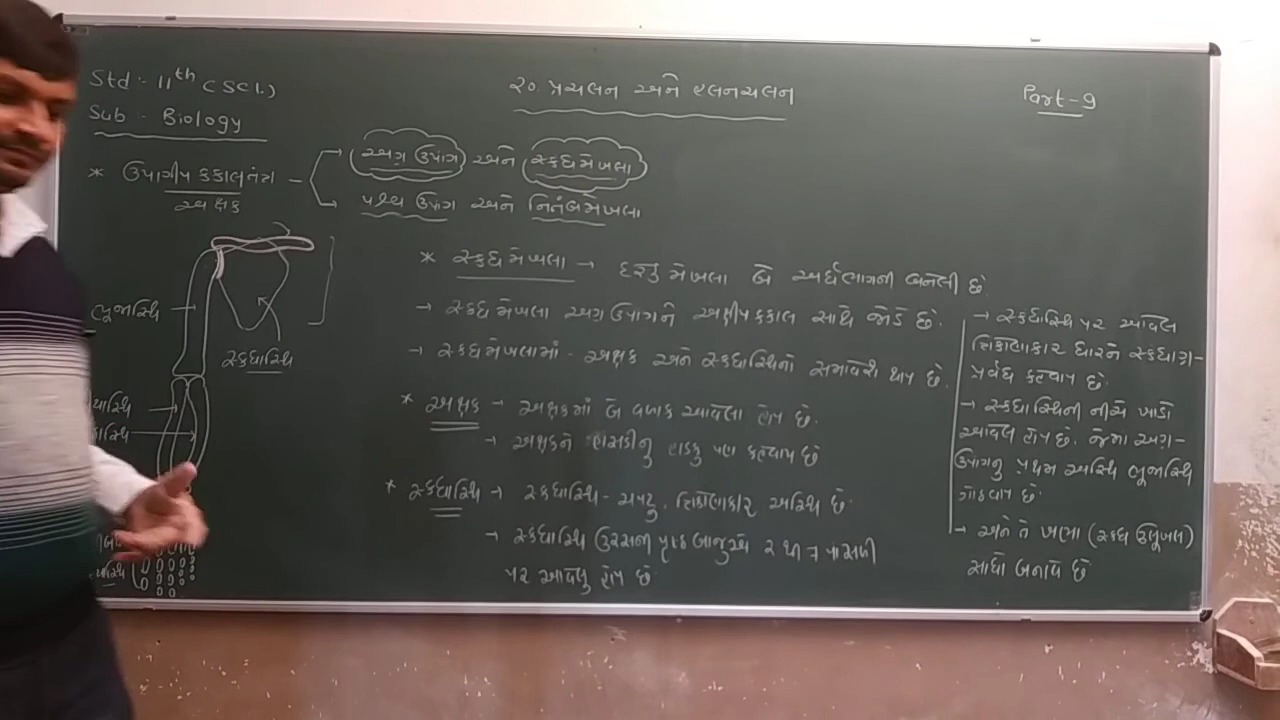 Std :- 11th (Sci.)
Sub :- Biology
૨૦. પ્રચલન અને હલનચલન
Part-9
* ઉપાંગીય કંકાલતંત્ર
અક્ષક
અગ્ર ઉપાંગ અને સ્કંધમેખલા
પશ્ચ ઉપાંગ અને નિતંબમેખલા
ભુજાસ્થિ
સ્કંધાસ્થિ
* સ્કંધમેખલા → દરેક મેખલા બે અર્ધભાગની બનેલી છે
→ સ્કંધમેખલા અગ્ર ઉપાંગને અક્ષીય કંકાલ સાથે જોડે છે.
→ સ્કંધમેખલામાં - અક્ષક અને સ્કંધાસ્થિનો સમાવેશ થાય છે.
* અક્ષક → અક્ષકમાં બે વળાંક આવેલા હોય છે.
→ અક્ષકને હાંસડીનું હાડકું પણ કહેવાય છે
* સ્કંધાસ્થિ → સ્કંધાસ્થિ - ચપટું, ત્રિકોણાકાર અસ્થિ છે.
→ સ્કંધાસ્થિ ઉરસની પૃષ્ઠ બાજુએ ૨ થી ૭ પાંસળી
પર આવેલું હોય છે.
→ સ્કંધાસ્થિ પર આવેલ
ત્રિકોણાકાર ધારને સ્કંધાગ્ર-
પ્રવર્ધ કહેવાય છે.
→ સ્કંધાસ્થિની નીચે ખાડો
આવેલ હોય છે. જેમાં અગ્ર-
ઉપાંગનું પ્રથમ અસ્થિ ભુજાસ્થિ
ગોઠવાય છે.
→ અને તે ખભા (સ્કંધ ઉલૂખલ)
સાંધો બનાવે છે